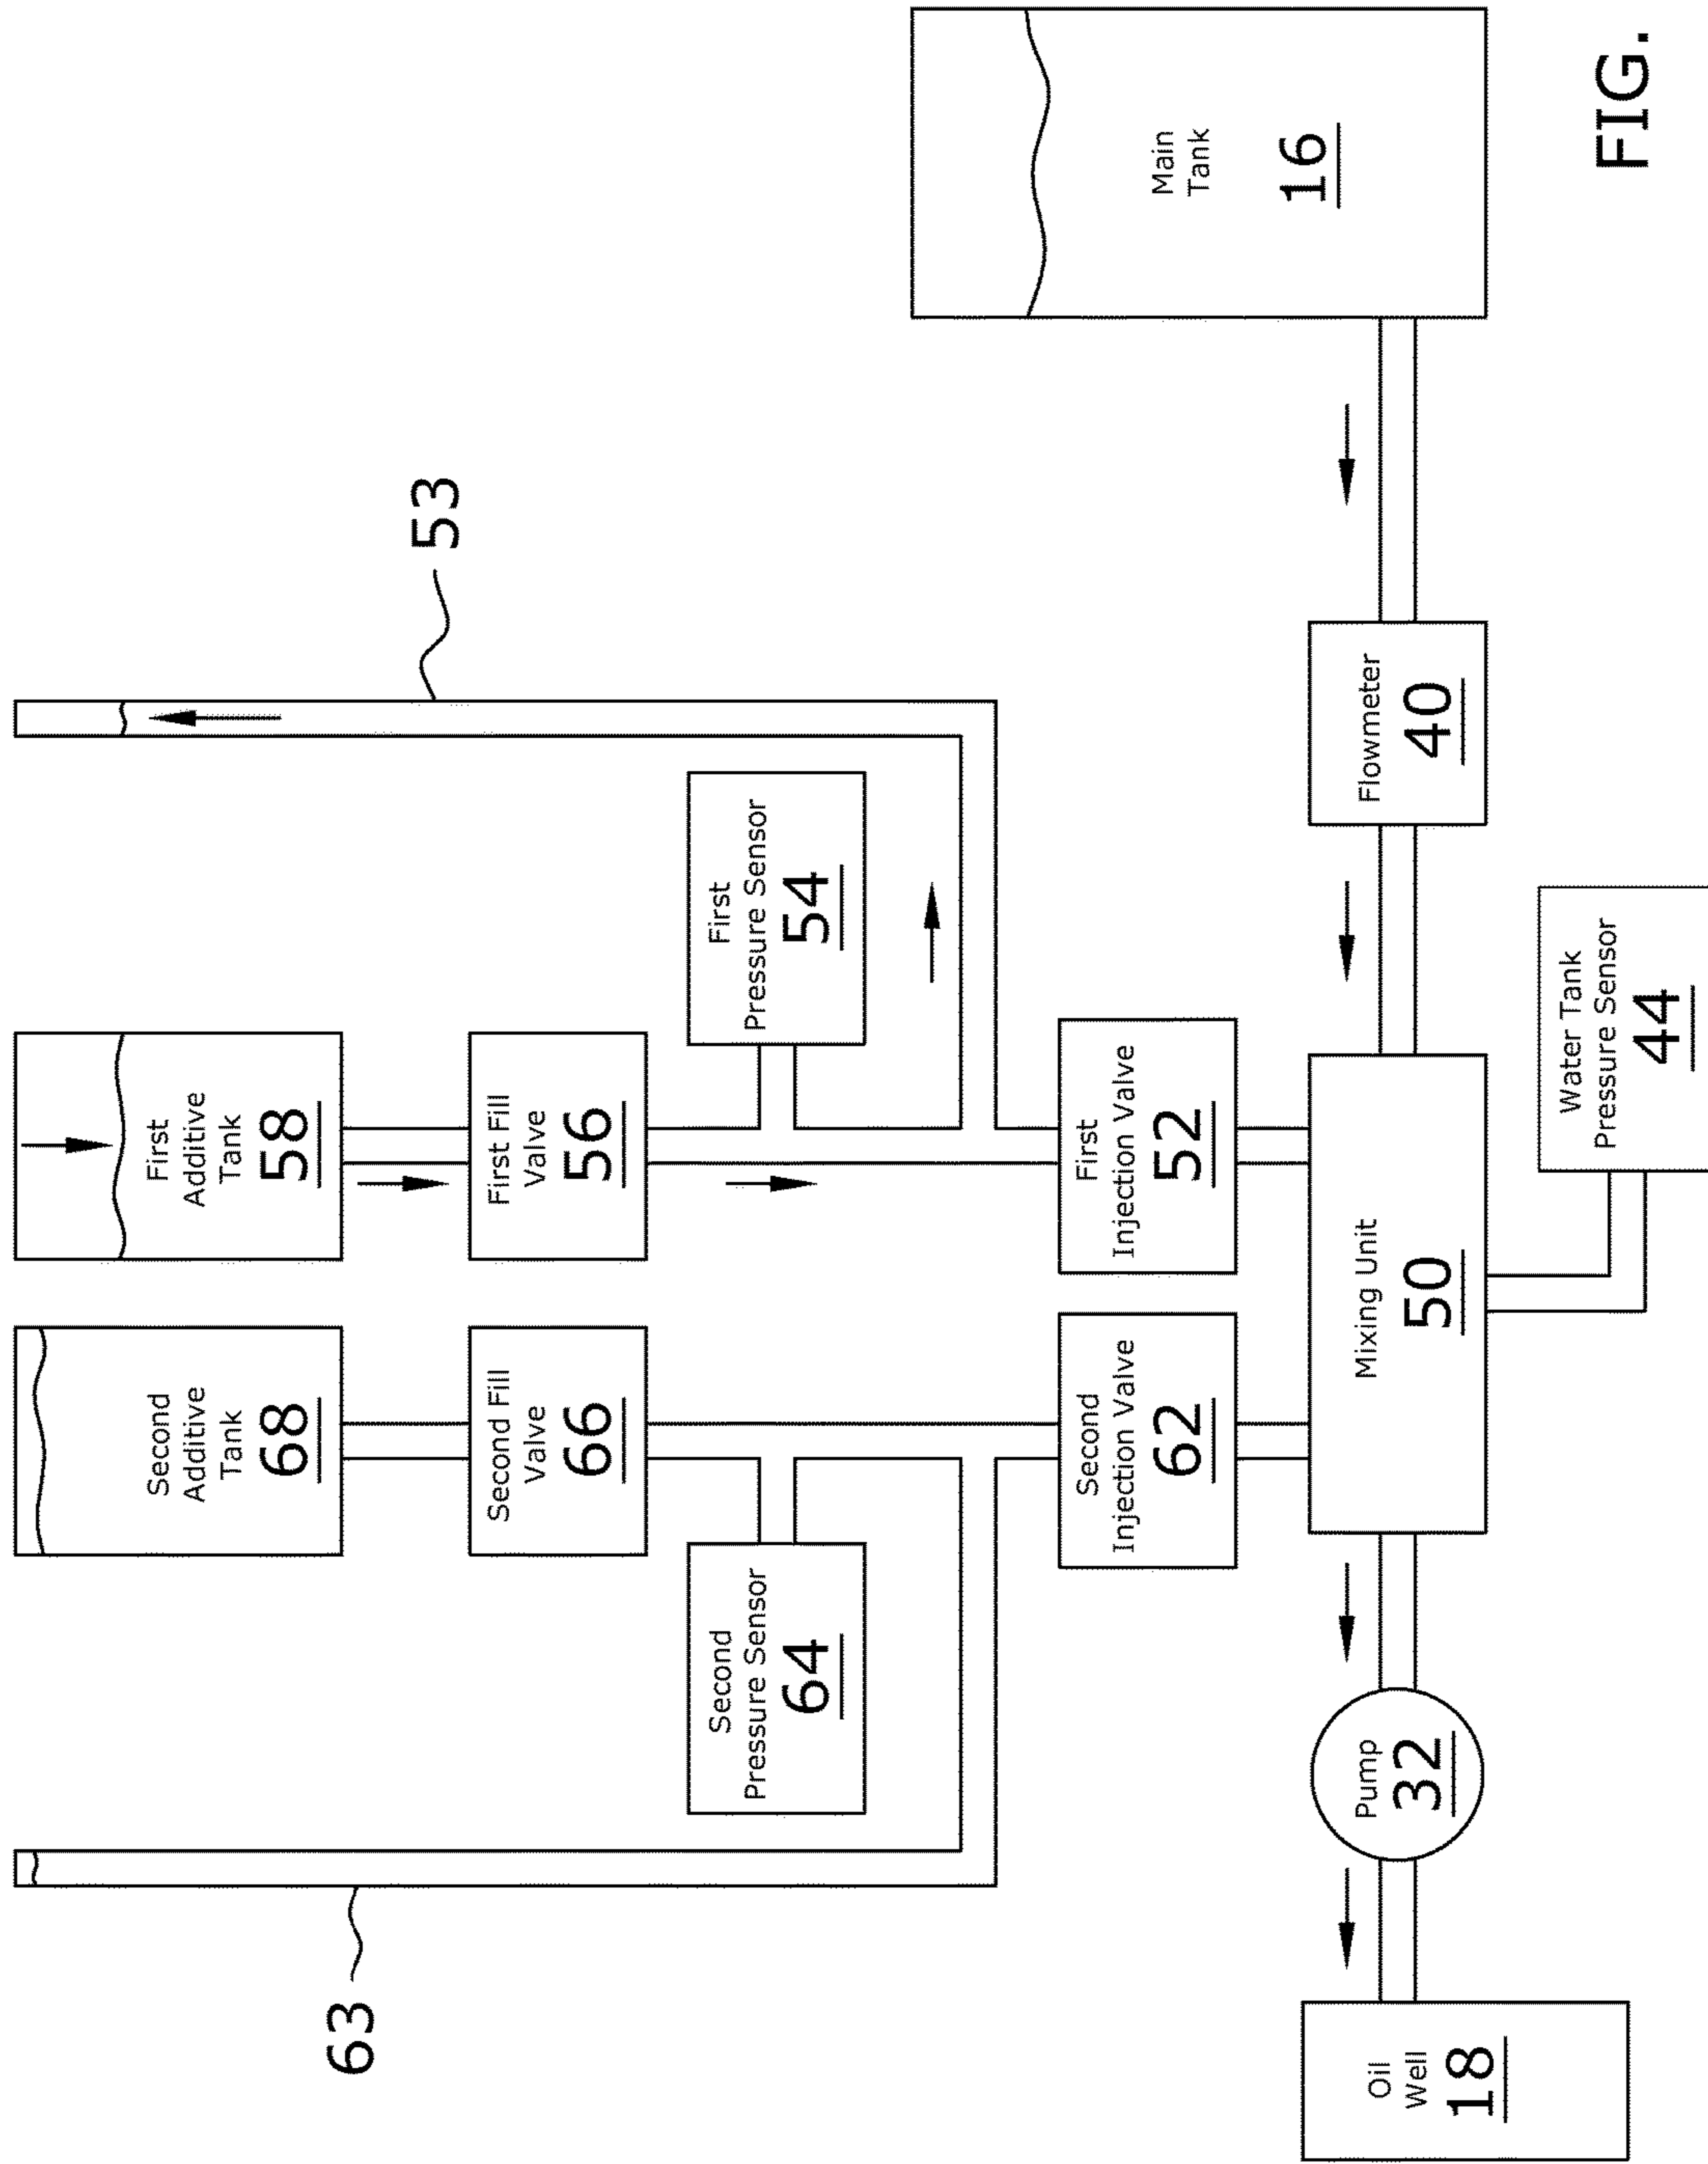 63
53
Second
Additive
Tank
68
First
Additive
Tank
58
Second Fill
Valve
66
First Fill
Valve
56
Second
Pressure Sensor
64
First
Pressure Sensor
54
Second
Injection Valve
62
First
Injection Valve
52
Main
Tank
16
Oil
Well
18
Pump
32
Mixing Unit
50
Flowmeter
40
Water Tank
Pressure Sensor
44
FIG.